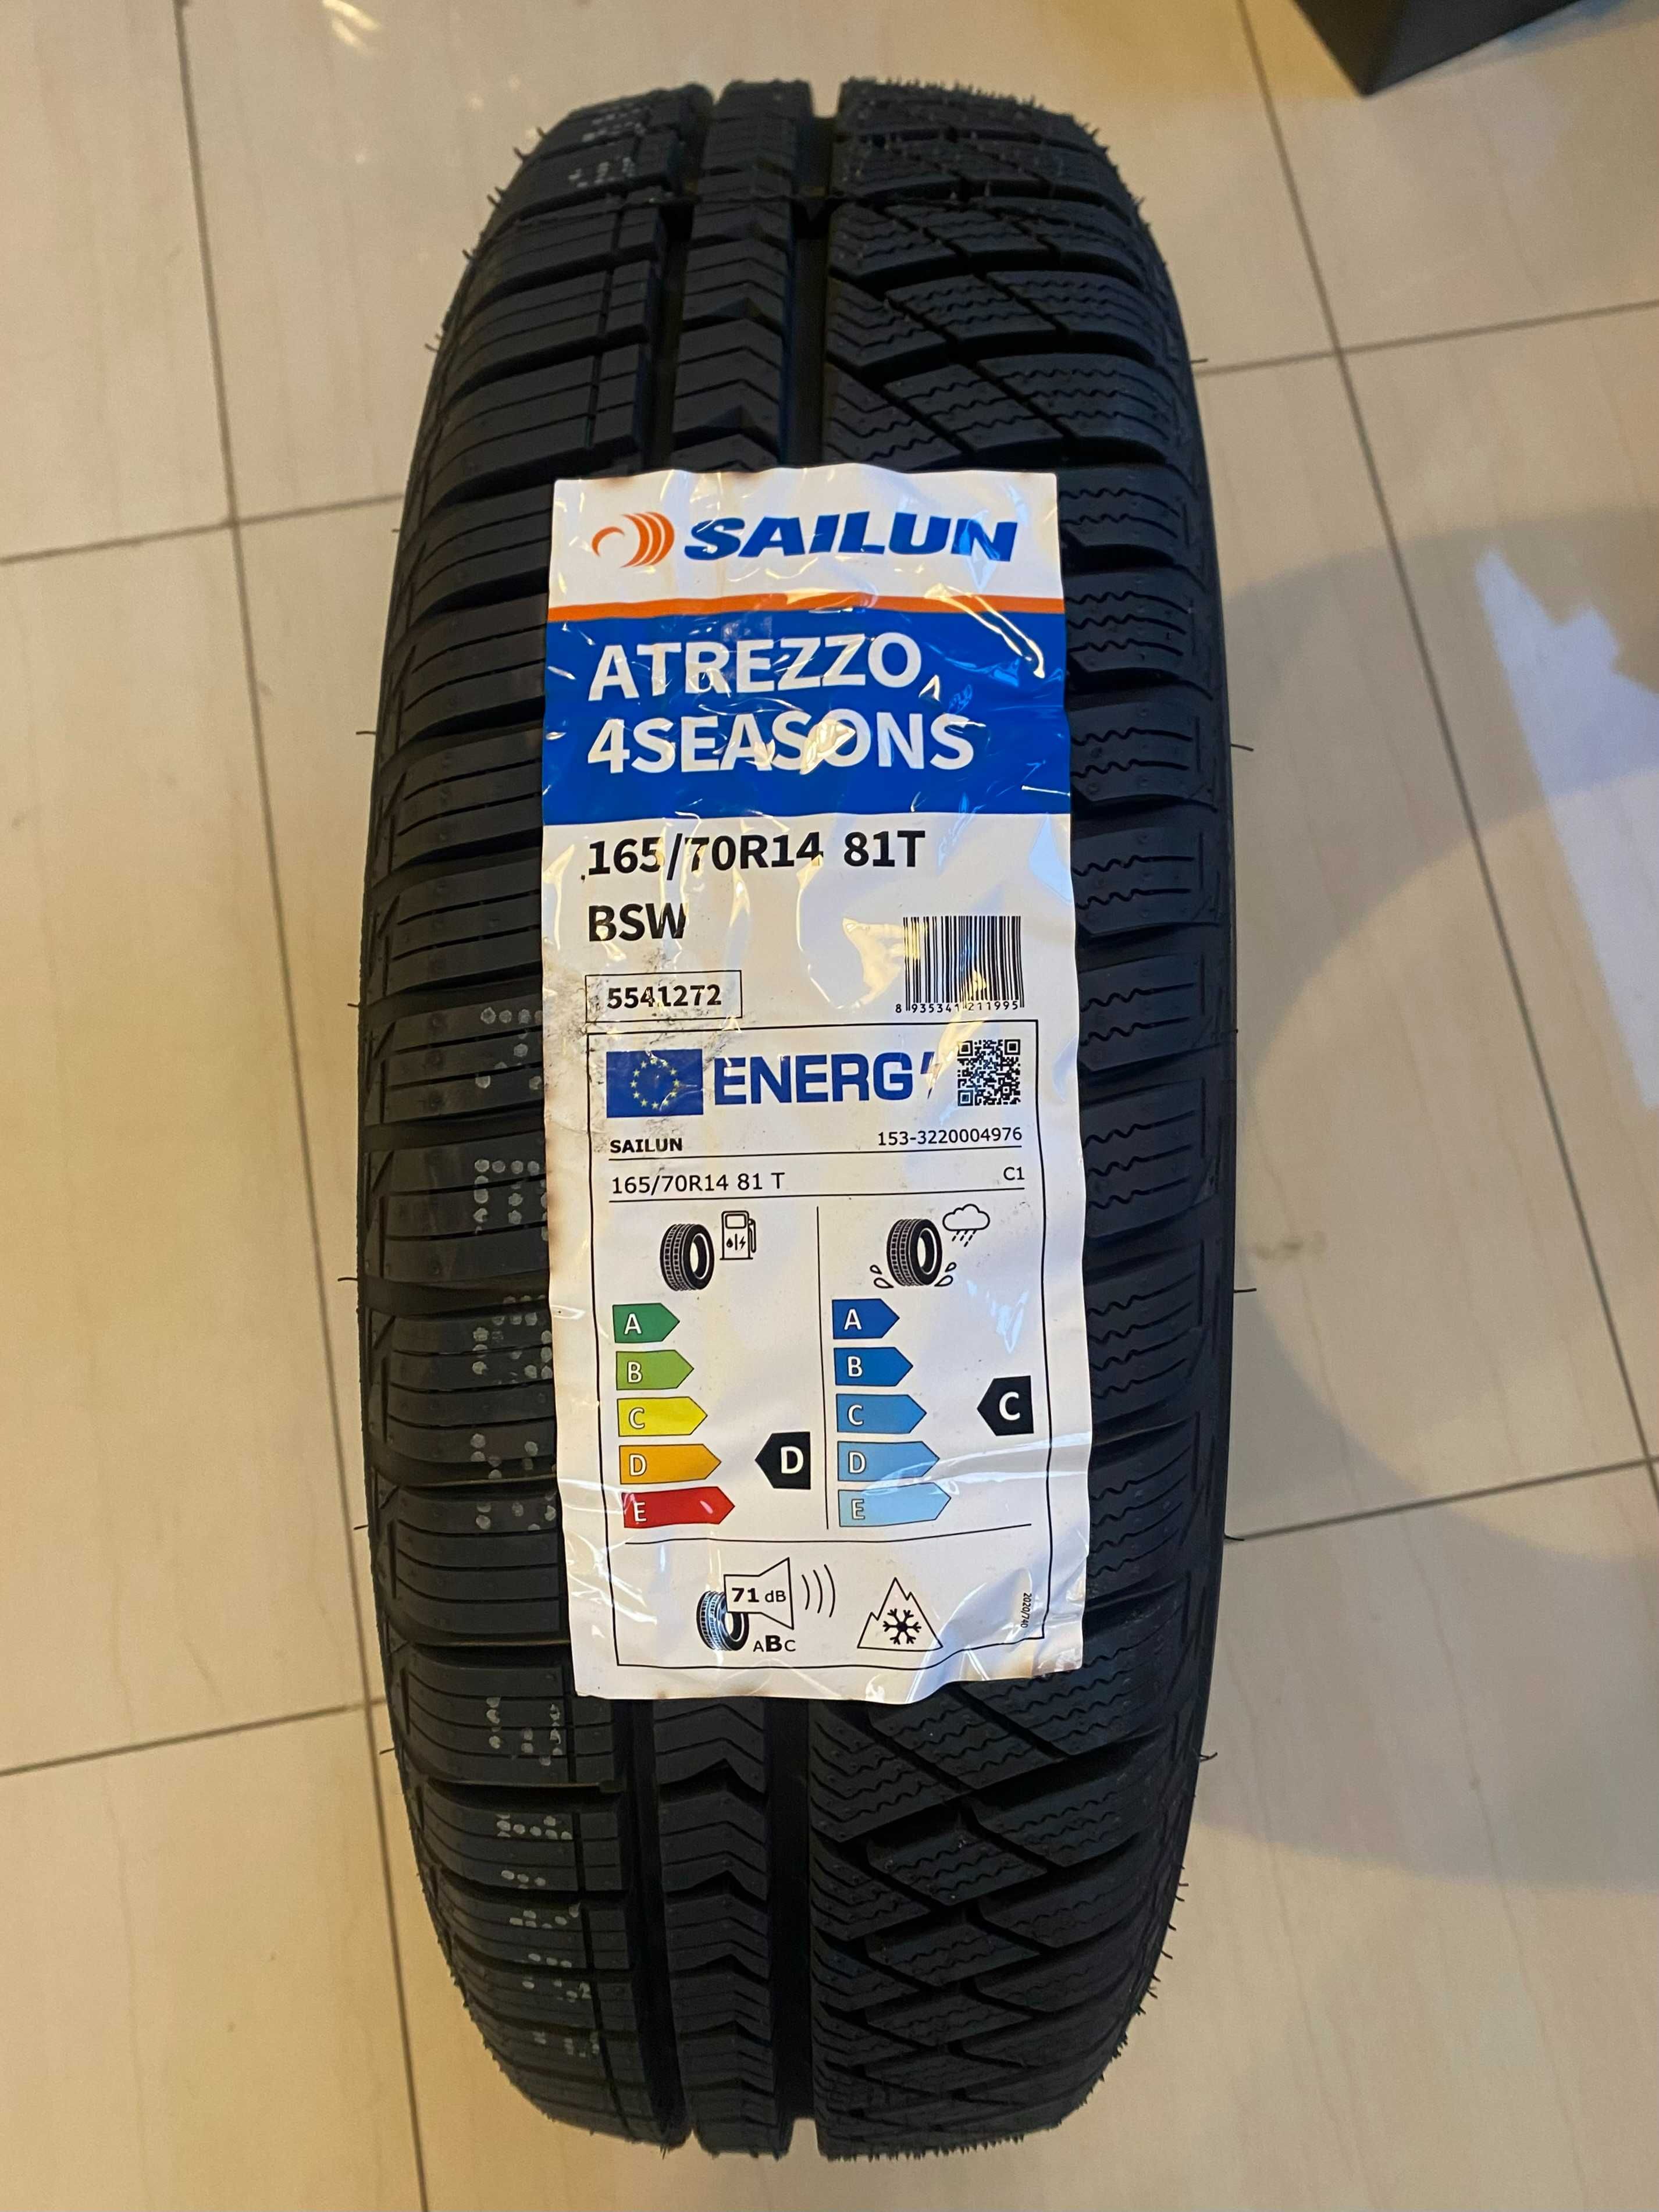 SAILUN
ATREZZO
4SEASONS
165/70R14 81T
BSW
5541272
8 935341 211995
ENERG
SAILUN 153-3220004976
165/70R14 81 T C1
A A
B B
C C C
D D D
E E
71 dB
ABC
2020/740